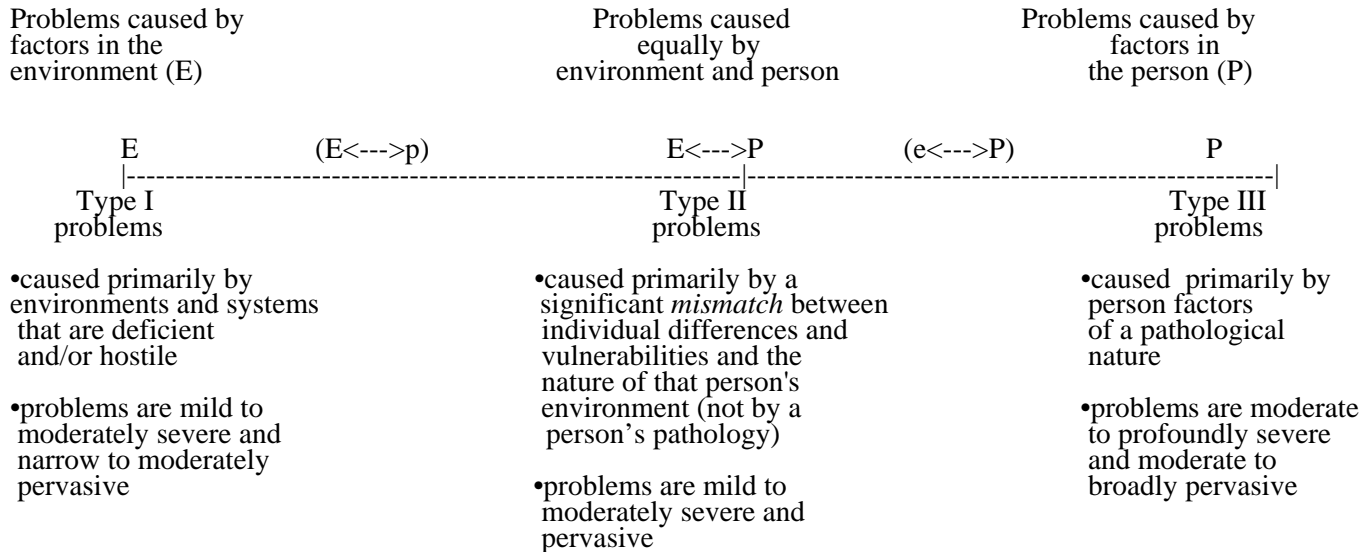 Problems caused by factors in the environment (E)
Problems caused equally by environment and person
Problems caused by factors in the person (P)
E (E<--->p) E<--->P (e<--->P) P
|------------------------------------------------------------|---------------------------------------------------|
Type I problems
Type II problems
Type III problems
•caused primarily by
environments and systems
that are deficient
and/or hostile
•problems are mild to
moderately severe and
narrow to moderately
pervasive
•caused primarily by a
significant mismatch between
individual differences and
vulnerabilities and the
nature of that person's
environment (not by a
person’s pathology)
•problems are mild to
moderately severe and
pervasive
•caused primarily by
person factors
of a pathological
nature
•problems are moderate
to profoundly severe
and moderate to
broadly pervasive